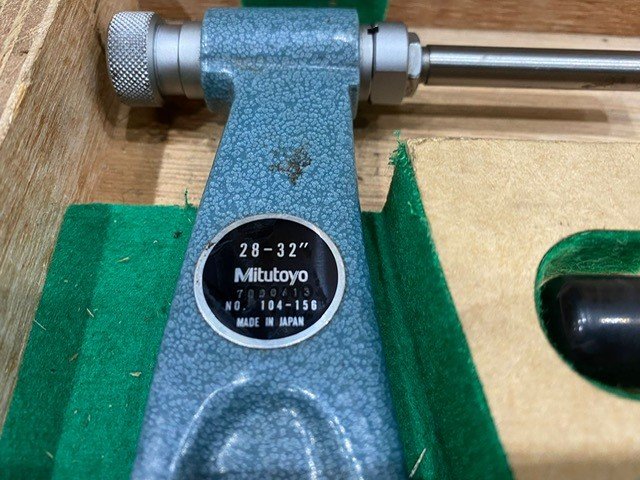 28-32"
Mitutoyo
NO. 104-156
MADE IN JAPAN